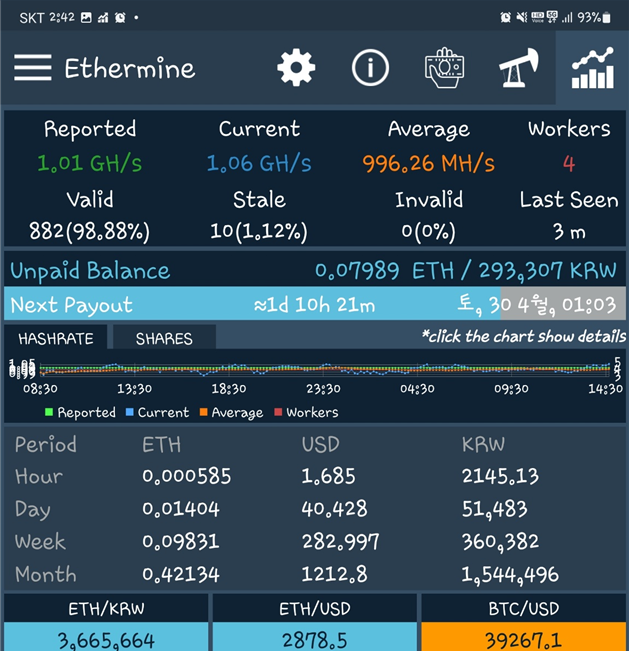 SKT 2:42 93%
Ethermine
Reported Current Average Workers
1.01 GH/s 1.06 GH/s 996.26 MH/s 4
Valid Stale Invalid Last Seen
882(98.88%) 10(1.12%) 0(0%) 3 m
Unpaid Balance 0.07989 ETH / 293,307 KRW
Next Payout ≈1d 10h 21m 토, 30 4월, 01:03
HASHRATE SHARES *click the chart show details
1.05 5
3
08:30 13:30 18:30 23:30 04:30 09:30 14:30
Reported Current Average Workers
Period ETH USD KRW
Hour 0.000585 1.685 2145.13
Day 0.01404 40.428 51,483
Week 0.09831 282.997 360,382
Month 0.42134 1212.8 1,544,496
ETH/KRW ETH/USD BTC/USD
3,665,664 2878.5 39267.1